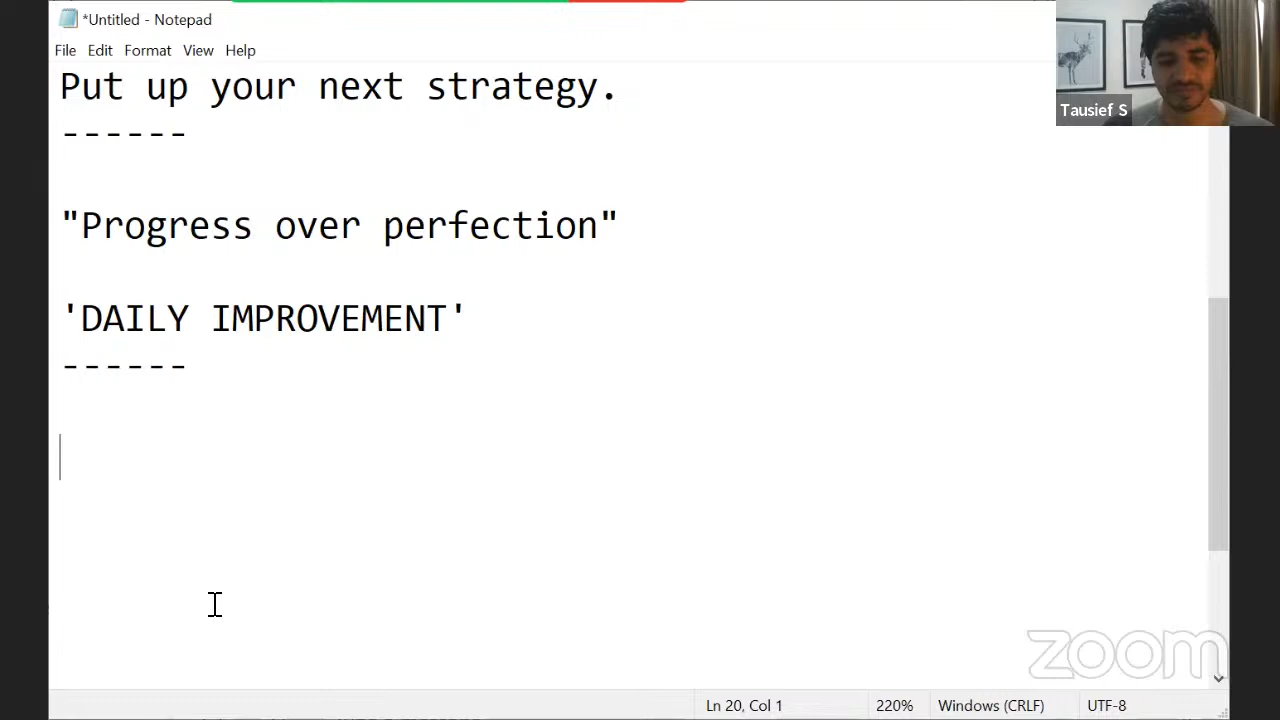 *Untitled - Notepad
File Edit Format View Help
Put up your next strategy.
------
"Progress over perfection"
'DAILY IMPROVEMENT'
------
Tausief S
zoom
Ln 20, Col 1 220% Windows (CRLF) UTF-8